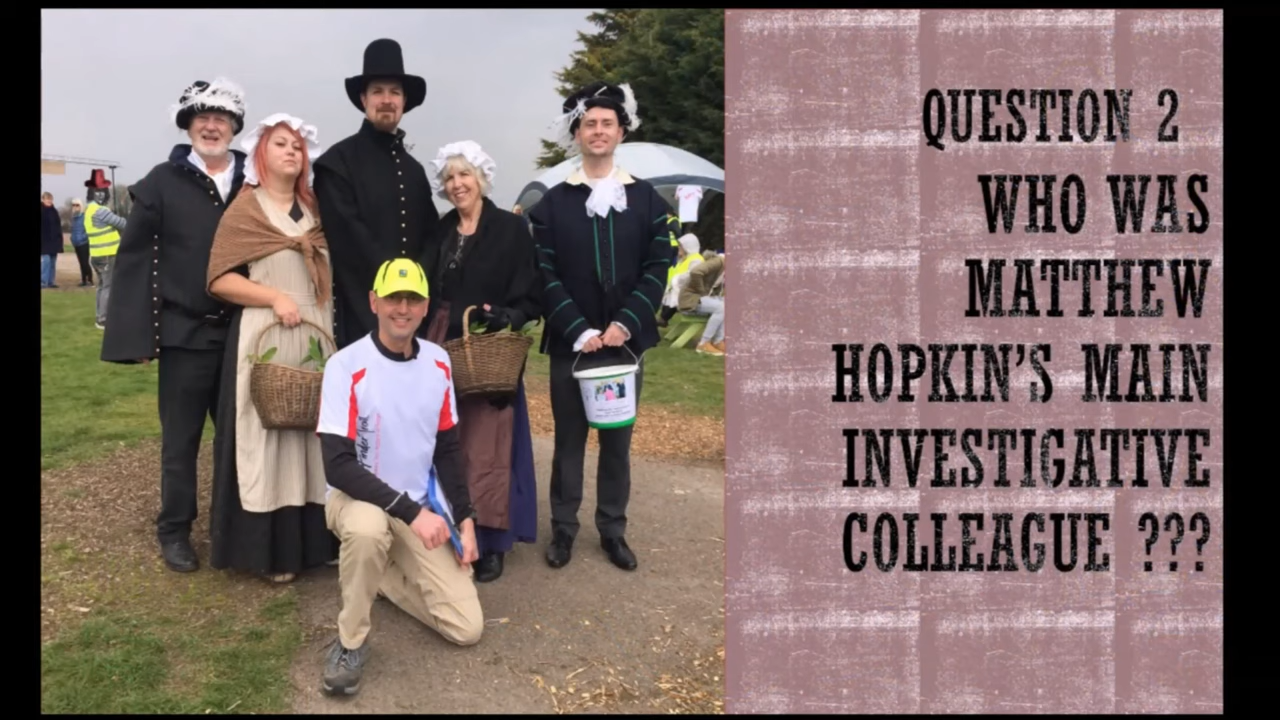 QUESTION 2
WHO WAS
MATTHEW
HOPKIN'S MAIN
INVESTIGATIVE
COLLEAGUE ???